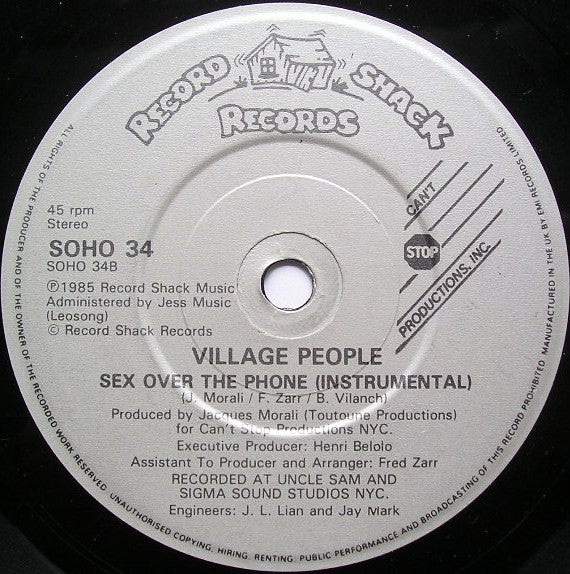 RECORD SHACK
RECORDS
CAN'T
STOP
PRODUCTIONS, INC.
45 rpm
Stereo
SOHO 34
SOHO 34B
Ⓟ1985 Record Shack Music
Administered by Jess Music
(Leosong)
© Record Shack Records
VILLAGE PEOPLE
SEX OVER THE PHONE (INSTRUMENTAL)
(J. Morali / F. Zarr / B. Vilanch)
Produced by Jacques Morali (Toutoune Productions)
for Can't Stop Productions NYC.
Executive Producer: Henri Belolo
Assistant To Producer and Arranger: Fred Zarr
RECORDED AT UNCLE SAM AND
SIGMA SOUND STUDIOS NYC.
Engineers: J. L. Lian and Jay Mark
ALL RIGHTS OF THE PRODUCER AND OF THE OWNER OF THE RECORDED WORK RESERVED UNAUTHORISED COPYING, HIRING, RENTING, PUBLIC PERFORMANCE AND BROADCASTING OF THIS RECORD PROHIBITED MANUFACTURED IN THE UK BY EMI RECORDS LIMITED